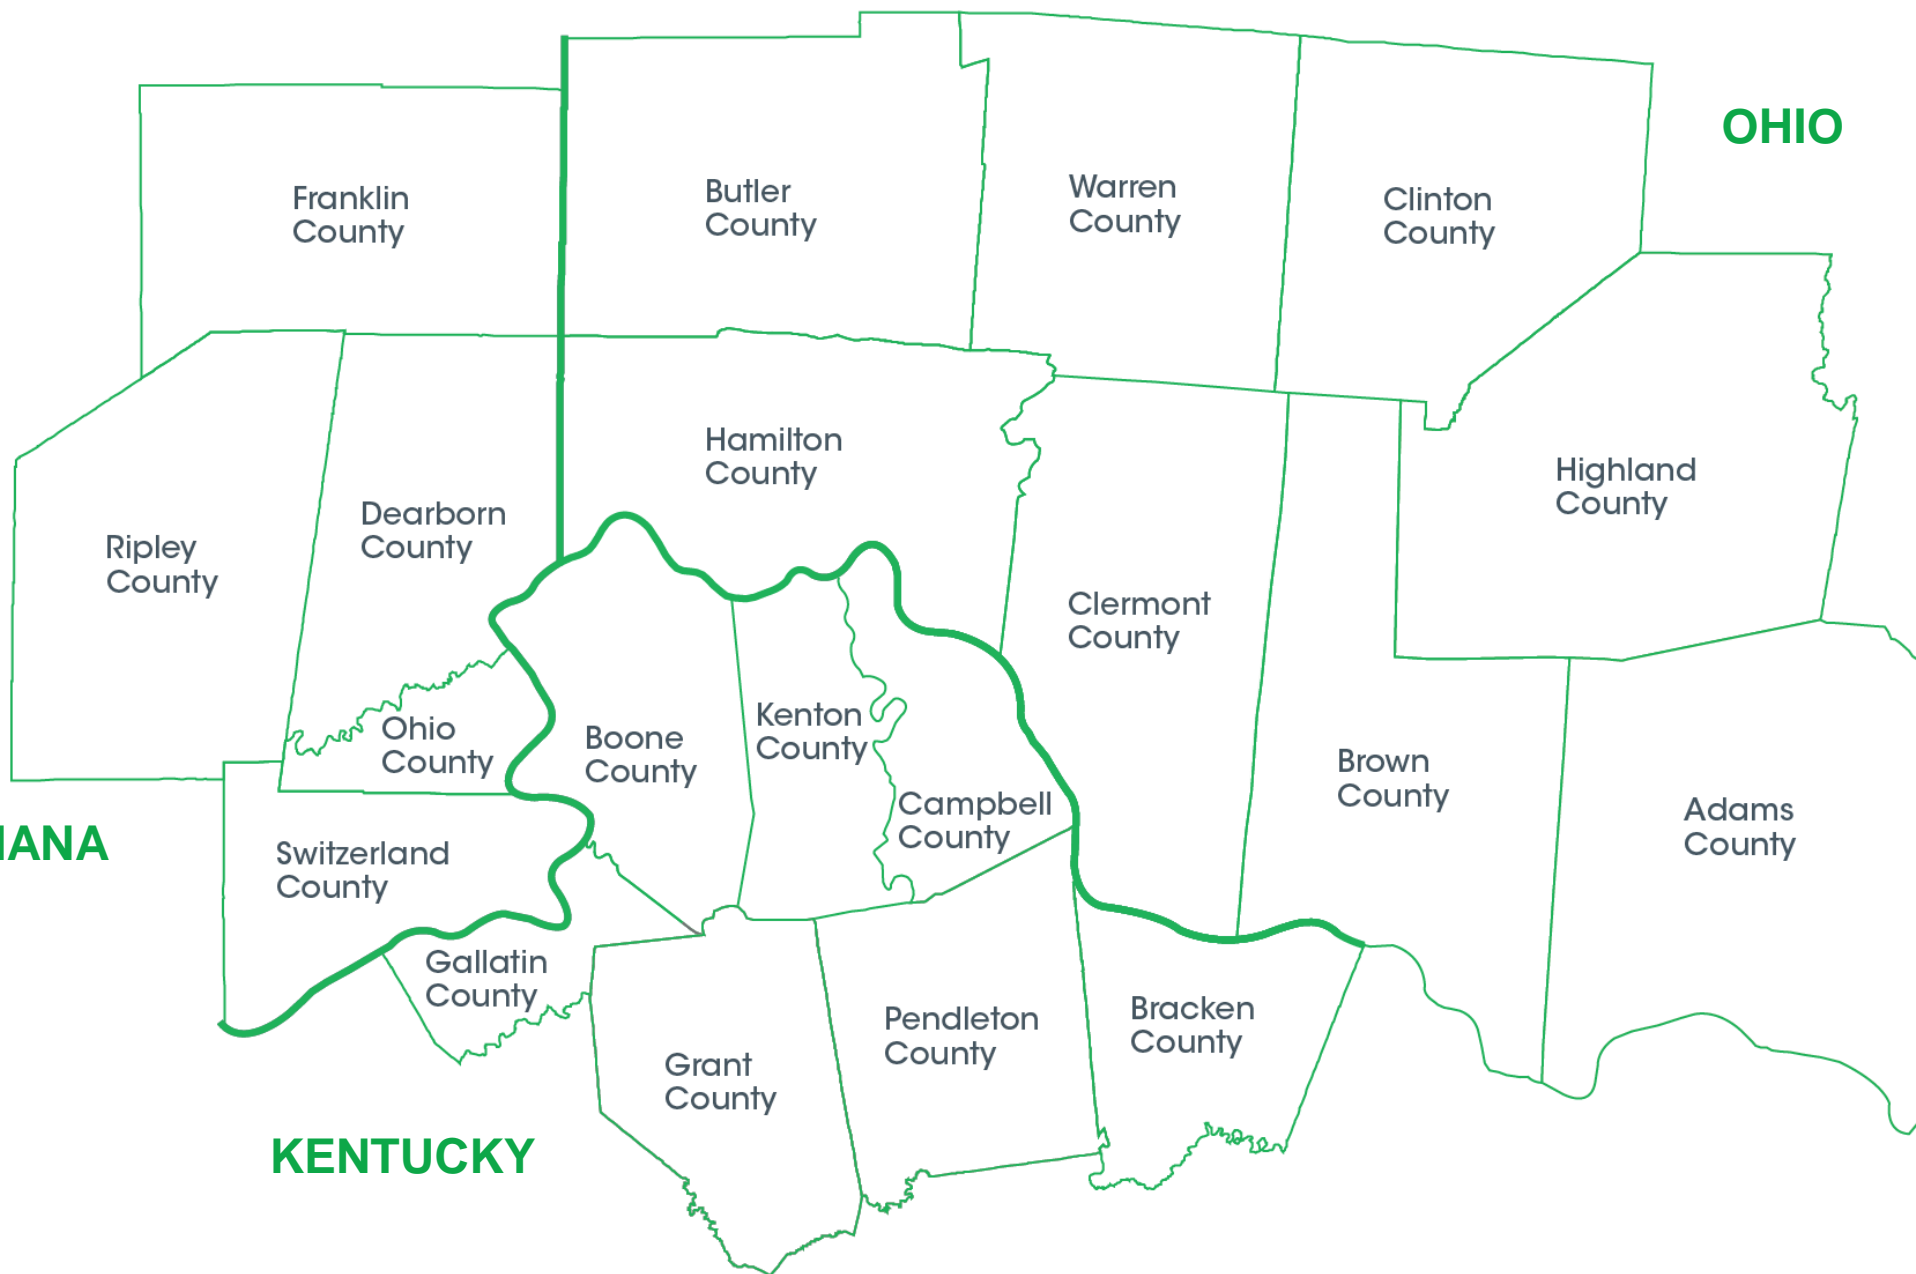 OHIO
Franklin
County
Butler
County
Warren
County
Clinton
County
Hamilton
County
Highland
County
Dearborn
County
Ripley
County
Clermont
County
Ohio
County
Boone
County
Kenton
County
Brown
County
Campbell
County
Adams
County
IANA
Switzerland
County
Gallatin
County
Pendleton
County
Bracken
County
Grant
County
KENTUCKY